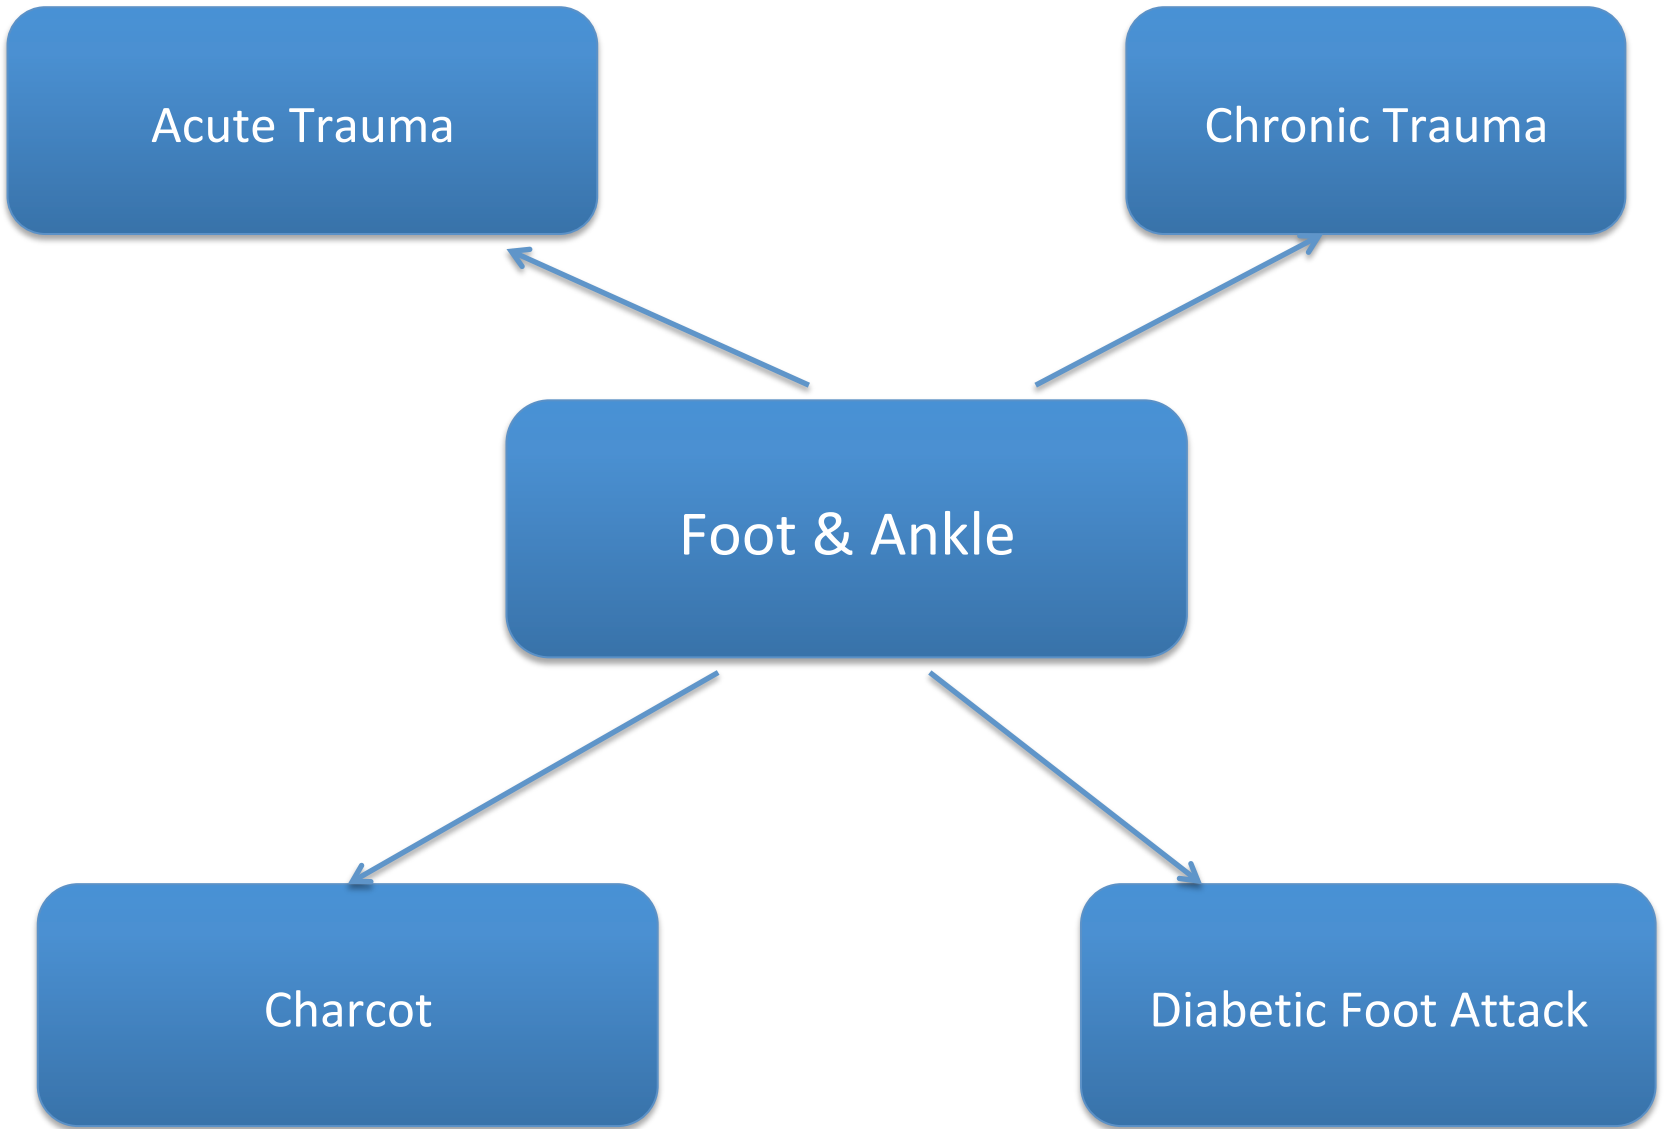 Acute Trauma
Chronic Trauma
Foot & Ankle
Charcot
Diabetic Foot Attack